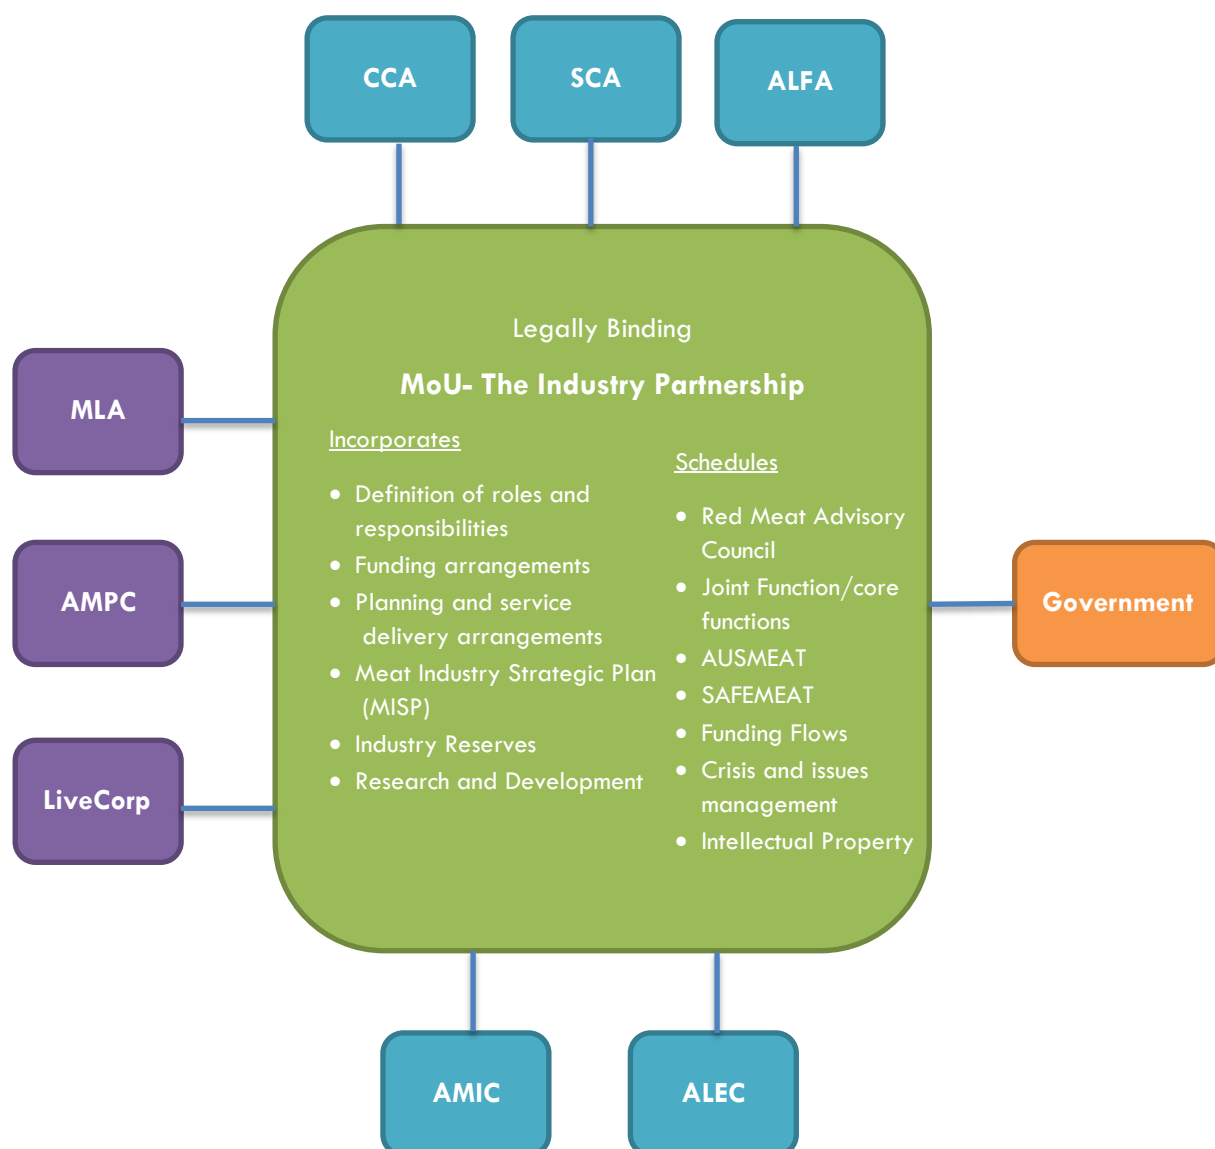 CCA
SCA
ALFA
Legally Binding
MoU- The Industry Partnership
MLA
AMPC
LiveCorp
Incorporates
• Definition of roles and
responsibilities
• Funding arrangements
• Planning and service
delivery arrangements
• Meat Industry Strategic Plan
(MISP)
• Industry Reserves
• Research and Development
Schedules
• Red Meat Advisory
Council
• Joint Function/core
functions
• AUSMEAT
• SAFEMEAT
• Funding Flows
• Crisis and issues
management
• Intellectual Property
Government
AMIC
ALEC